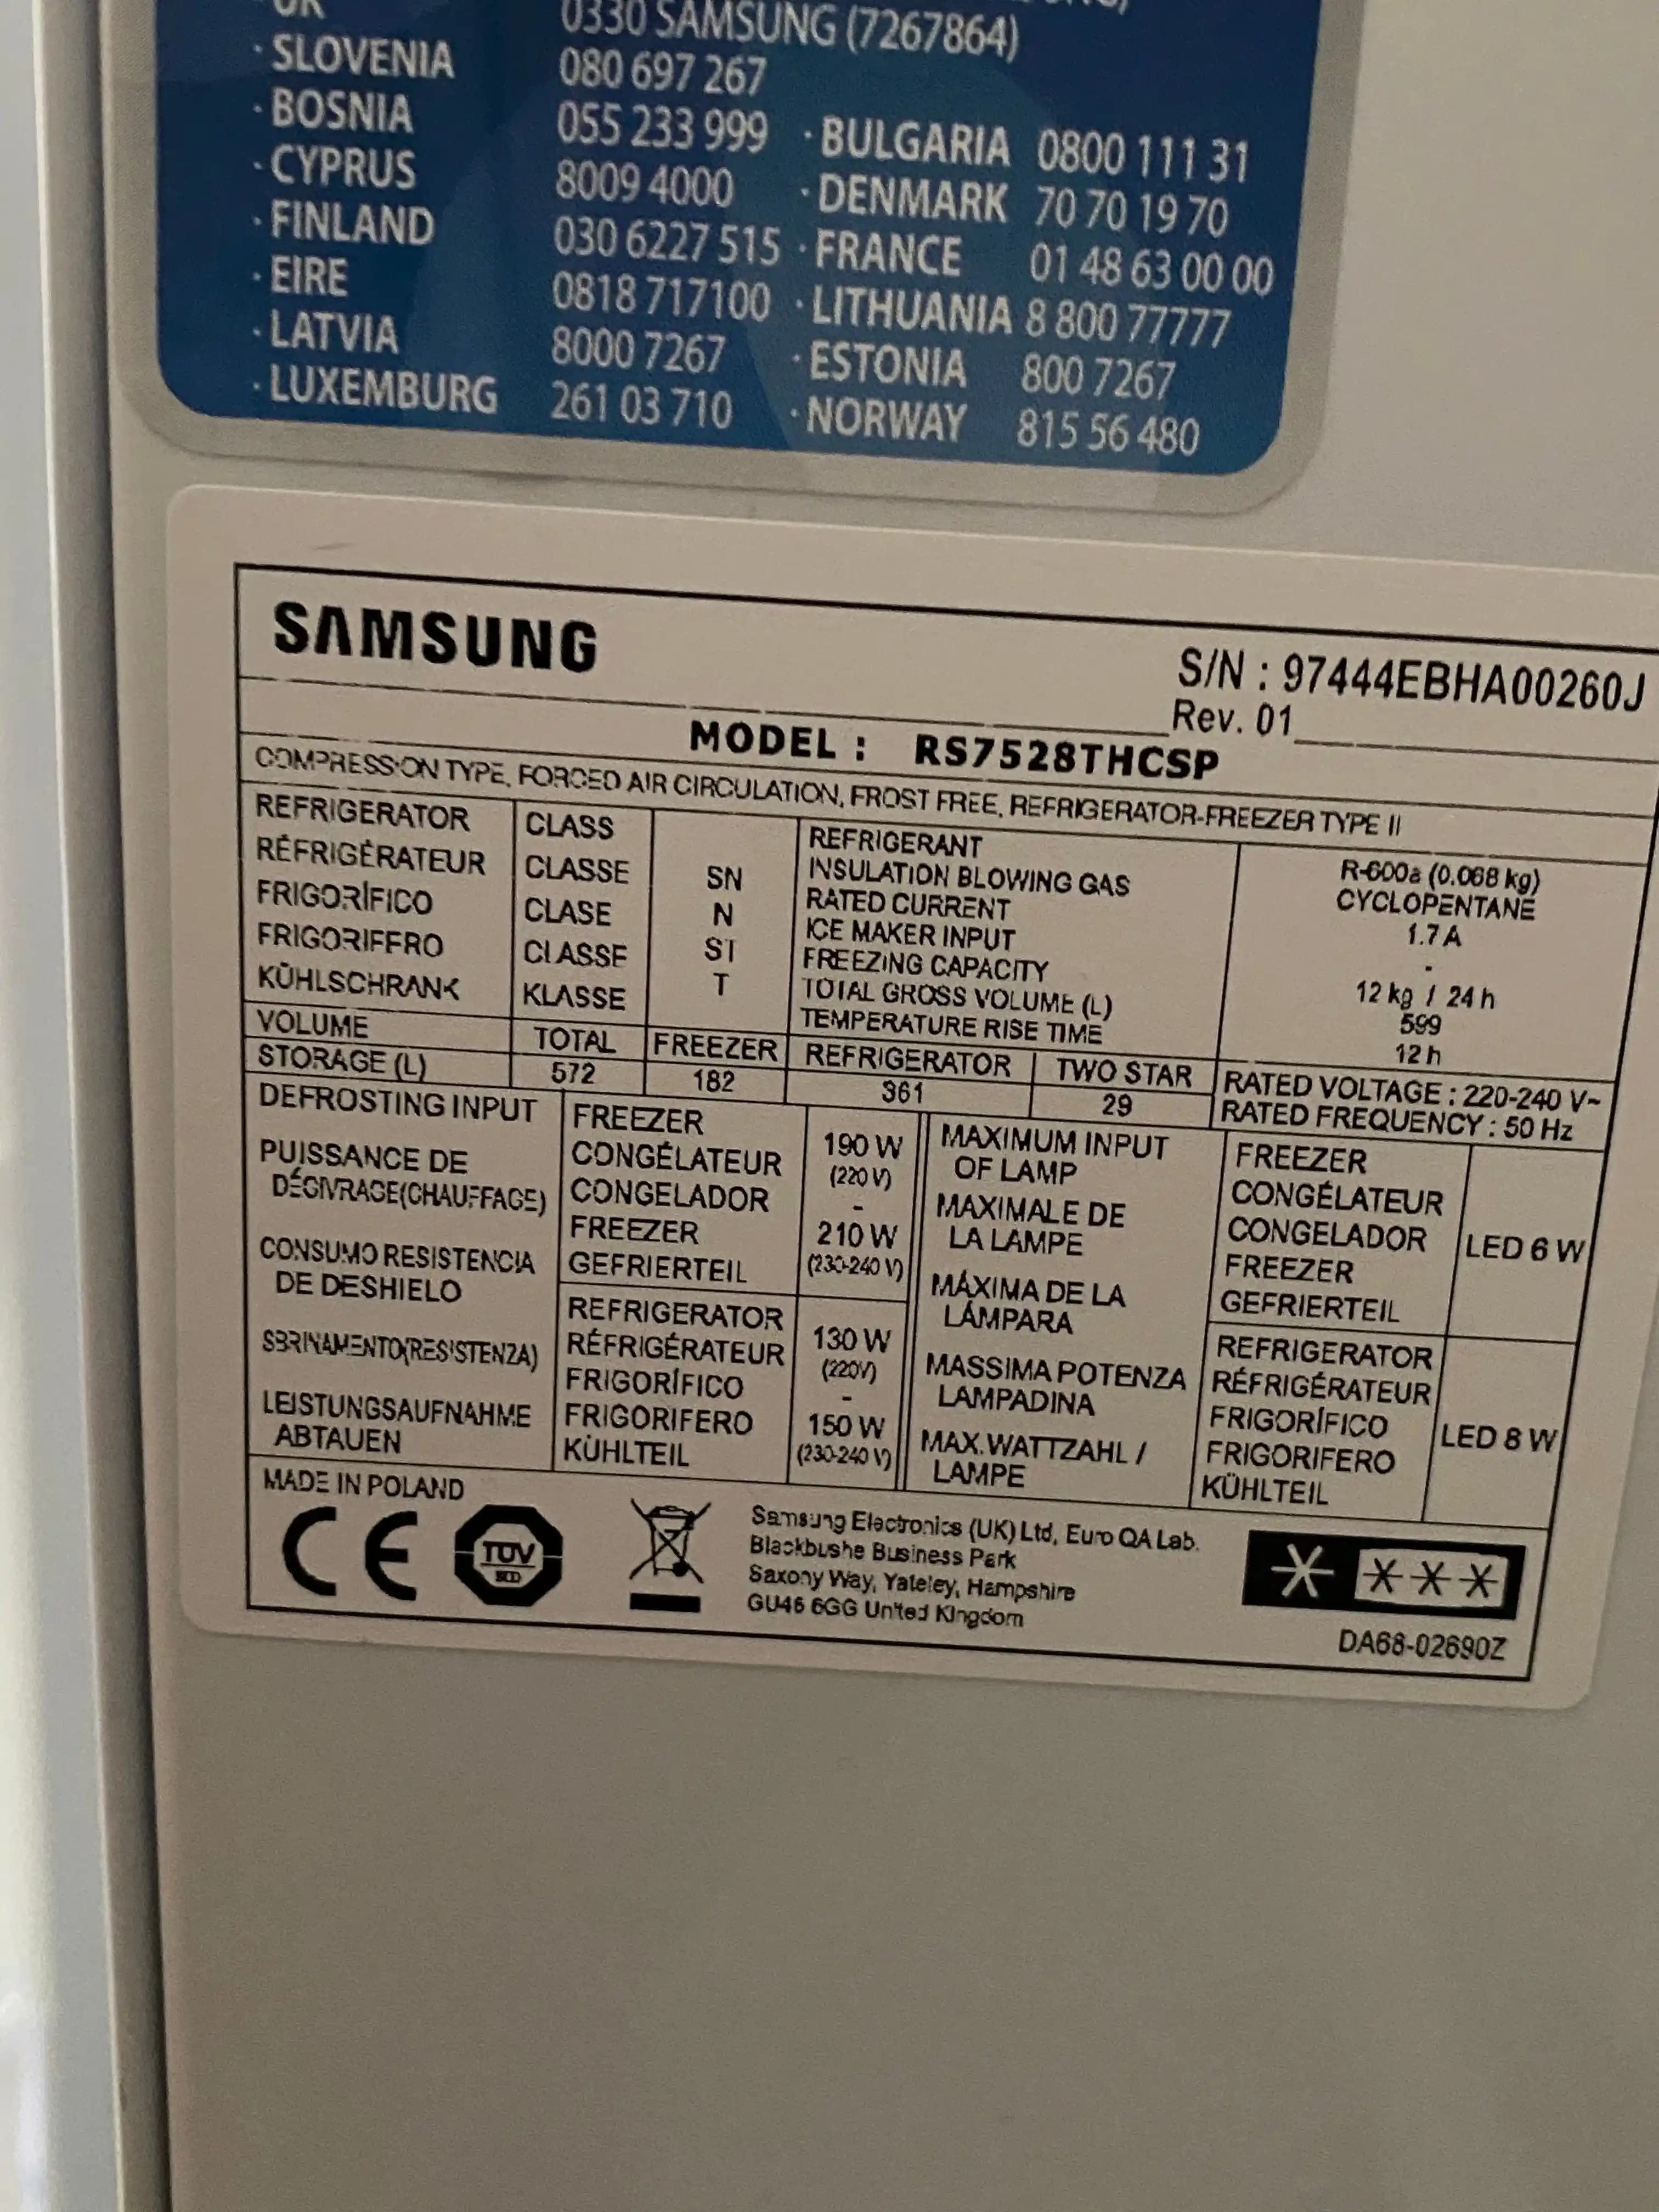 UK 0330 SAMSUNG (7267864)
· SLOVENIA 080 697 267
· BOSNIA 055 233 999 · BULGARIA 0800 111 31
· CYPRUS 8009 4000 · DENMARK 70 70 19 70
· FINLAND 030 6227 515 · FRANCE 01 48 63 00 00
· EIRE 0818 717100 · LITHUANIA 8 800 77777
· LATVIA 8000 7267 · ESTONIA 800 7267
· LUXEMBURG 261 03 710 · NORWAY 815 56 480
SAMSUNG
S/N : 97444EBHA00260J
Rev. 01
MODEL : RS7528THCSP
COMPRESSION TYPE, FORCED AIR CIRCULATION, FROST FREE, REFRIGERATOR-FREEZER TYPE II
REFRIGERATOR CLASS
RÉFRIGÉRATEUR CLASSE SN
FRIGORÍFICO CLASE N
FRIGORIFFRO CLASSE ST
KÜHLSCHRANK KLASSE T
REFRIGERANT R-600a (0.068 kg)
INSULATION BLOWING GAS CYCLOPENTANE
RATED CURRENT 1.7 A
ICE MAKER INPUT -
FREEZING CAPACITY 12 kg / 24 h
TOTAL GROSS VOLUME (L) 599
TEMPERATURE RISE TIME 12 h
VOLUME TOTAL FREEZER REFRIGERATOR TWO STAR RATED VOLTAGE : 220-240 V~
STORAGE (L) 572 182 361 29 RATED FREQUENCY : 50 Hz
DEFROSTING INPUT
PUISSANCE DE
DÉGIVRAGE(CHAUFFAGE)
CONSUMO RESISTENCIA
DE DESHIELO
SBRINAMENTO(RESISTENZA)
LEISTUNGSAUFNAHME
ABTAUEN
FREEZER
CONGÉLATEUR
CONGELADOR
FREEZER
GEFRIERTEIL
190 W
(220 V)
-
210 W
(230-240 V)
REFRIGERATOR
RÉFRIGÉRATEUR
FRIGORÍFICO
FRIGORIFERO
KÜHLTEIL
130 W
(220V)
-
150 W
(230-240 V)
MAXIMUM INPUT
OF LAMP
MAXIMALE DE
LA LAMPE
MÁXIMA DE LA
LÁMPARA
MASSIMA POTENZA
LAMPADINA
MAX.WATTZAHL /
LAMPE
FREEZER
CONGÉLATEUR
CONGELADOR
FREEZER
GEFRIERTEIL
LED 6 W
REFRIGERATOR
RÉFRIGÉRATEUR
FRIGORÍFICO
FRIGORIFERO
KÜHLTEIL
LED 8 W
MADE IN POLAND
CE
TÜV
SÜD
Samsung Electronics (UK) Ltd, Euro QA Lab.
Blackbushe Business Park
Saxony Way, Yateley, Hampshire
GU46 6GG United Kingdom
DA68-02690Z